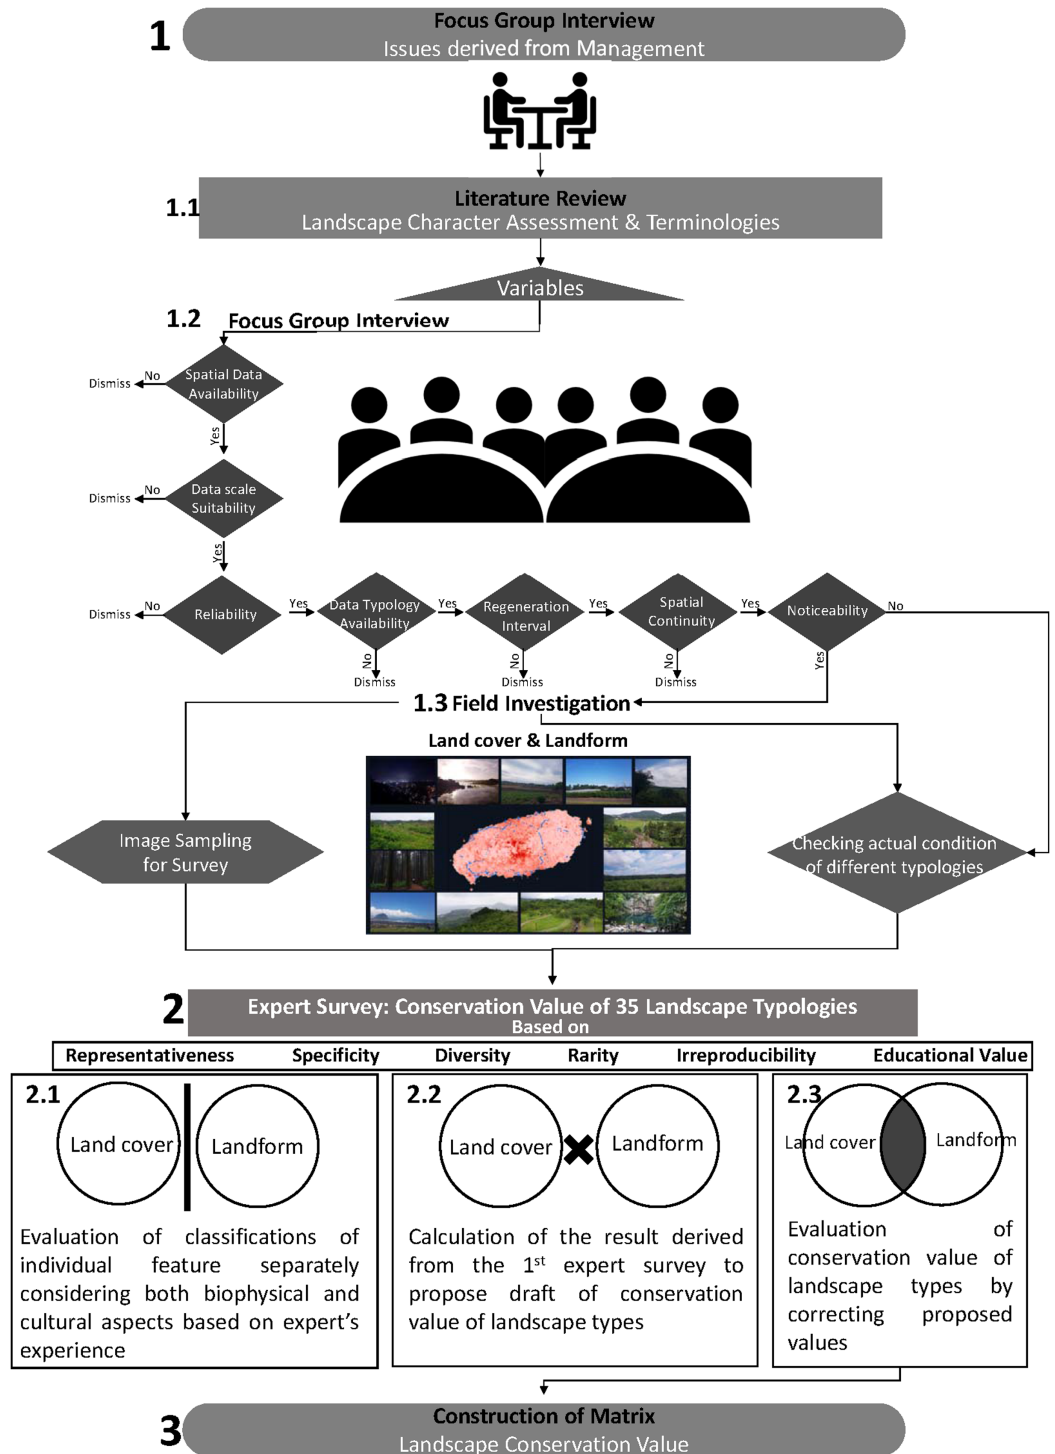 1
Focus Group Interview
Issues derived from Management
1.1
Literature Review
Landscape Character Assessment & Terminologies
Variables
1.2
Focus Group Interview
Spatial Data
Availability
No
Dismiss
Yes
Data scale
Suitability
No
Dismiss
Yes
Reliability
No
Dismiss
Yes
Data Typology
Availability
No
Dismiss
Yes
Regeneration
Interval
No
Dismiss
Yes
Spatial
Continuity
No
Dismiss
Yes
Noticeability
No
Yes
1.3 Field Investigation
Land cover & Landform
Image Sampling
for Survey
Checking actual condition
of different typologies
2
Expert Survey: Conservation Value of 35 Landscape Typologies
Based on
Representativeness Specificity Diversity Rarity Irreproducibility Educational Value
2.1
Land cover
Landform
Evaluation of classifications of
individual feature separately
considering both biophysical and
cultural aspects based on expert's
experience
2.2
Land cover
Landform
Calculation of the result derived
from the 1st expert survey to
propose draft of conservation
value of landscape types
2.3
Land cover
Landform
Evaluation of
conservation value of
landscape types by
correcting proposed
values
3
Construction of Matrix
Landscape Conservation Value